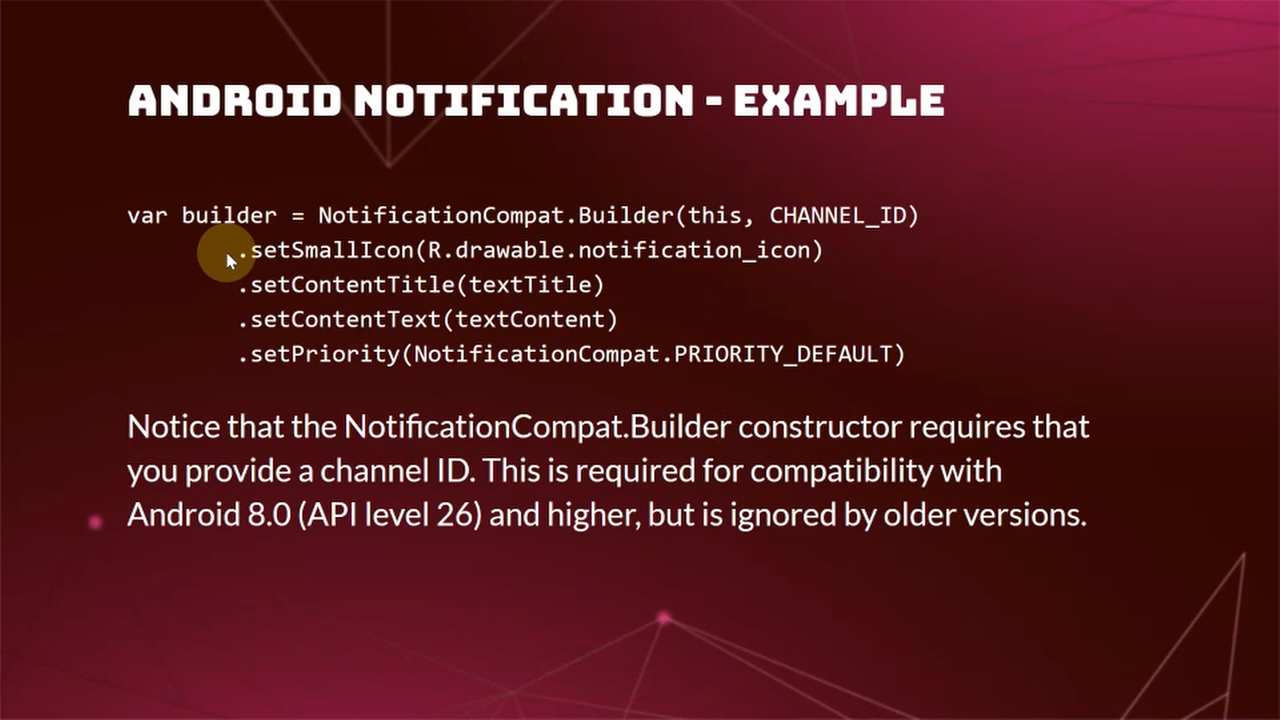 ANDROID NOTIFICATION - EXAMPLE
var builder = NotificationCompat.Builder(this, CHANNEL_ID)
.setSmallIcon(R.drawable.notification_icon)
.setContentTitle(textTitle)
.setContentText(textContent)
.setPriority(NotificationCompat.PRIORITY_DEFAULT)
Notice that the NotificationCompat.Builder constructor requires that
you provide a channel ID. This is required for compatibility with
Android 8.0 (API level 26) and higher, but is ignored by older versions.